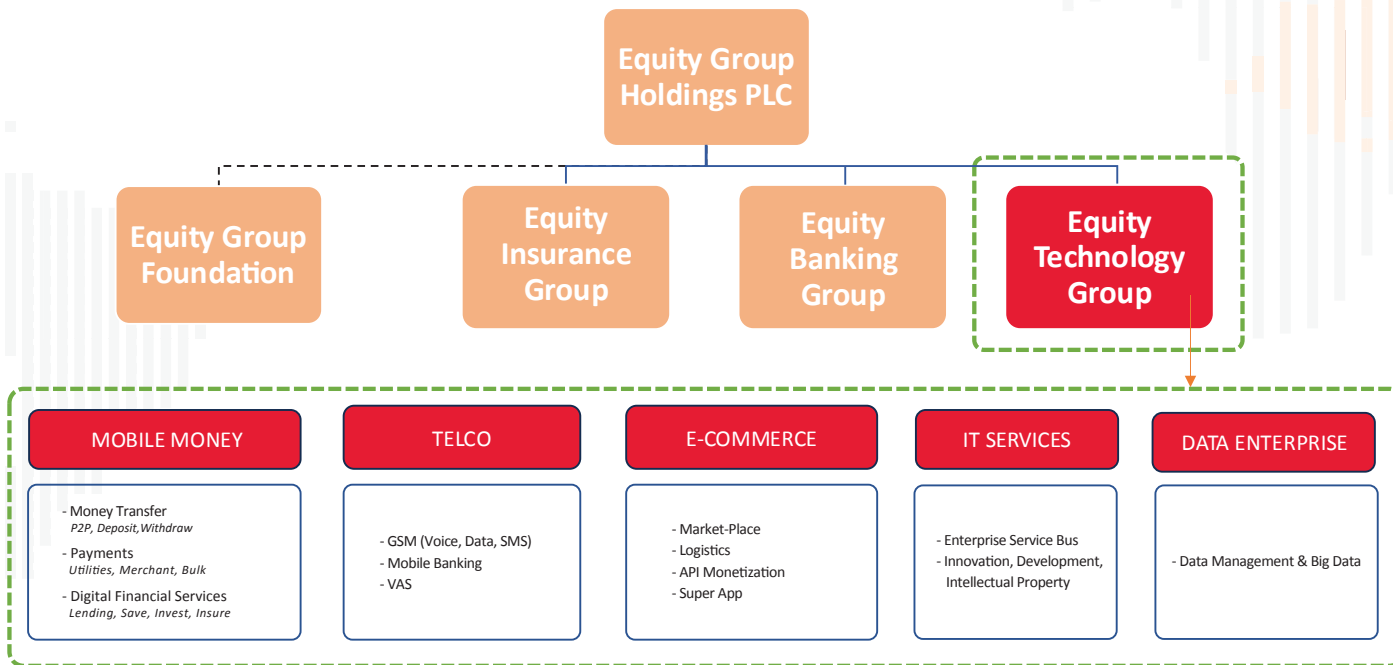 Equity Group
Holdings PLC
Equity Group
Foundation
Equity
Insurance
Group
Equity
Banking
Group
Equity
Technology
Group
MOBILE MONEY
- Money Transfer
P2P, Deposit,Withdraw
- Payments
Utilities, Merchant, Bulk
- Digital Financial Services
Lending, Save, Invest, Insure
TELCO
- GSM (Voice, Data, SMS)
- Mobile Banking
- VAS
E-COMMERCE
- Market-Place
- Logistics
- API Monetization
- Super App
IT SERVICES
- Enterprise Service Bus
- Innovation, Development,
Intellectual Property
DATA ENTERPRISE
- Data Management & Big Data